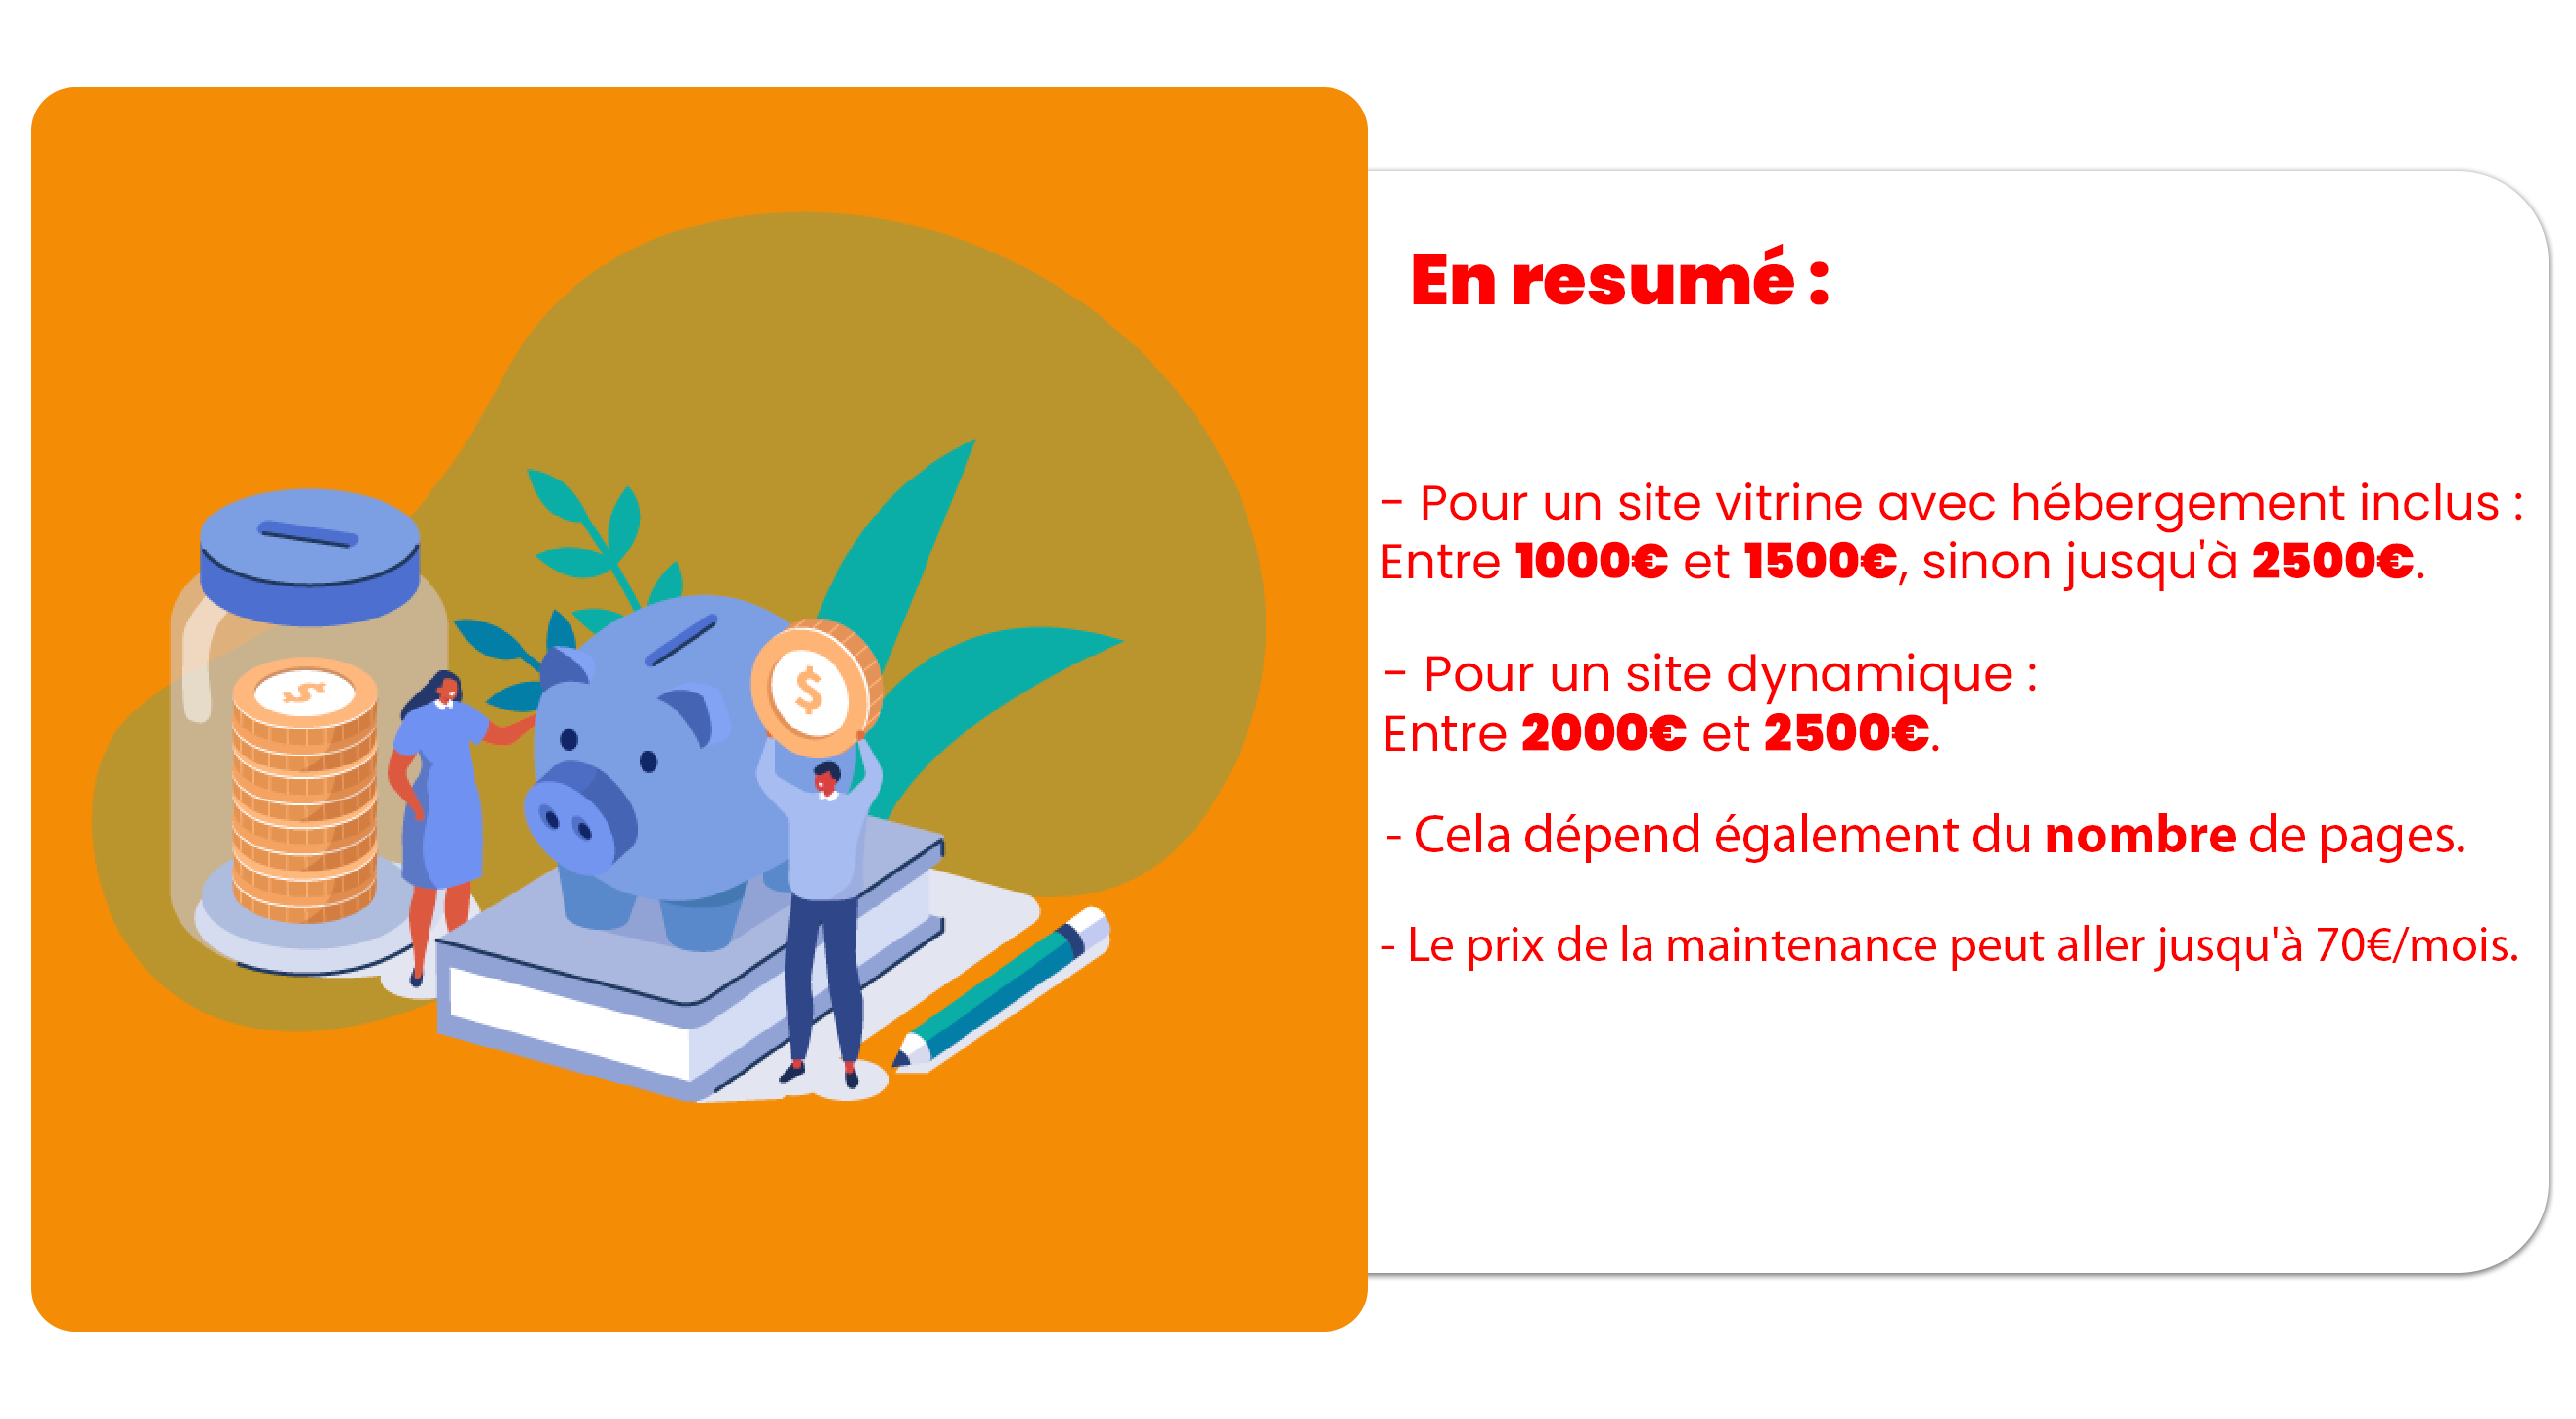 En resumé :
- Pour un site vitrine avec hébergement inclus :
Entre 1000€ et 1500€, sinon jusqu'à 2500€.
- Pour un site dynamique :
Entre 2000€ et 2500€.
- Cela dépend également du nombre de pages.
- Le prix de la maintenance peut aller jusqu'à 70€/mois.
$
$